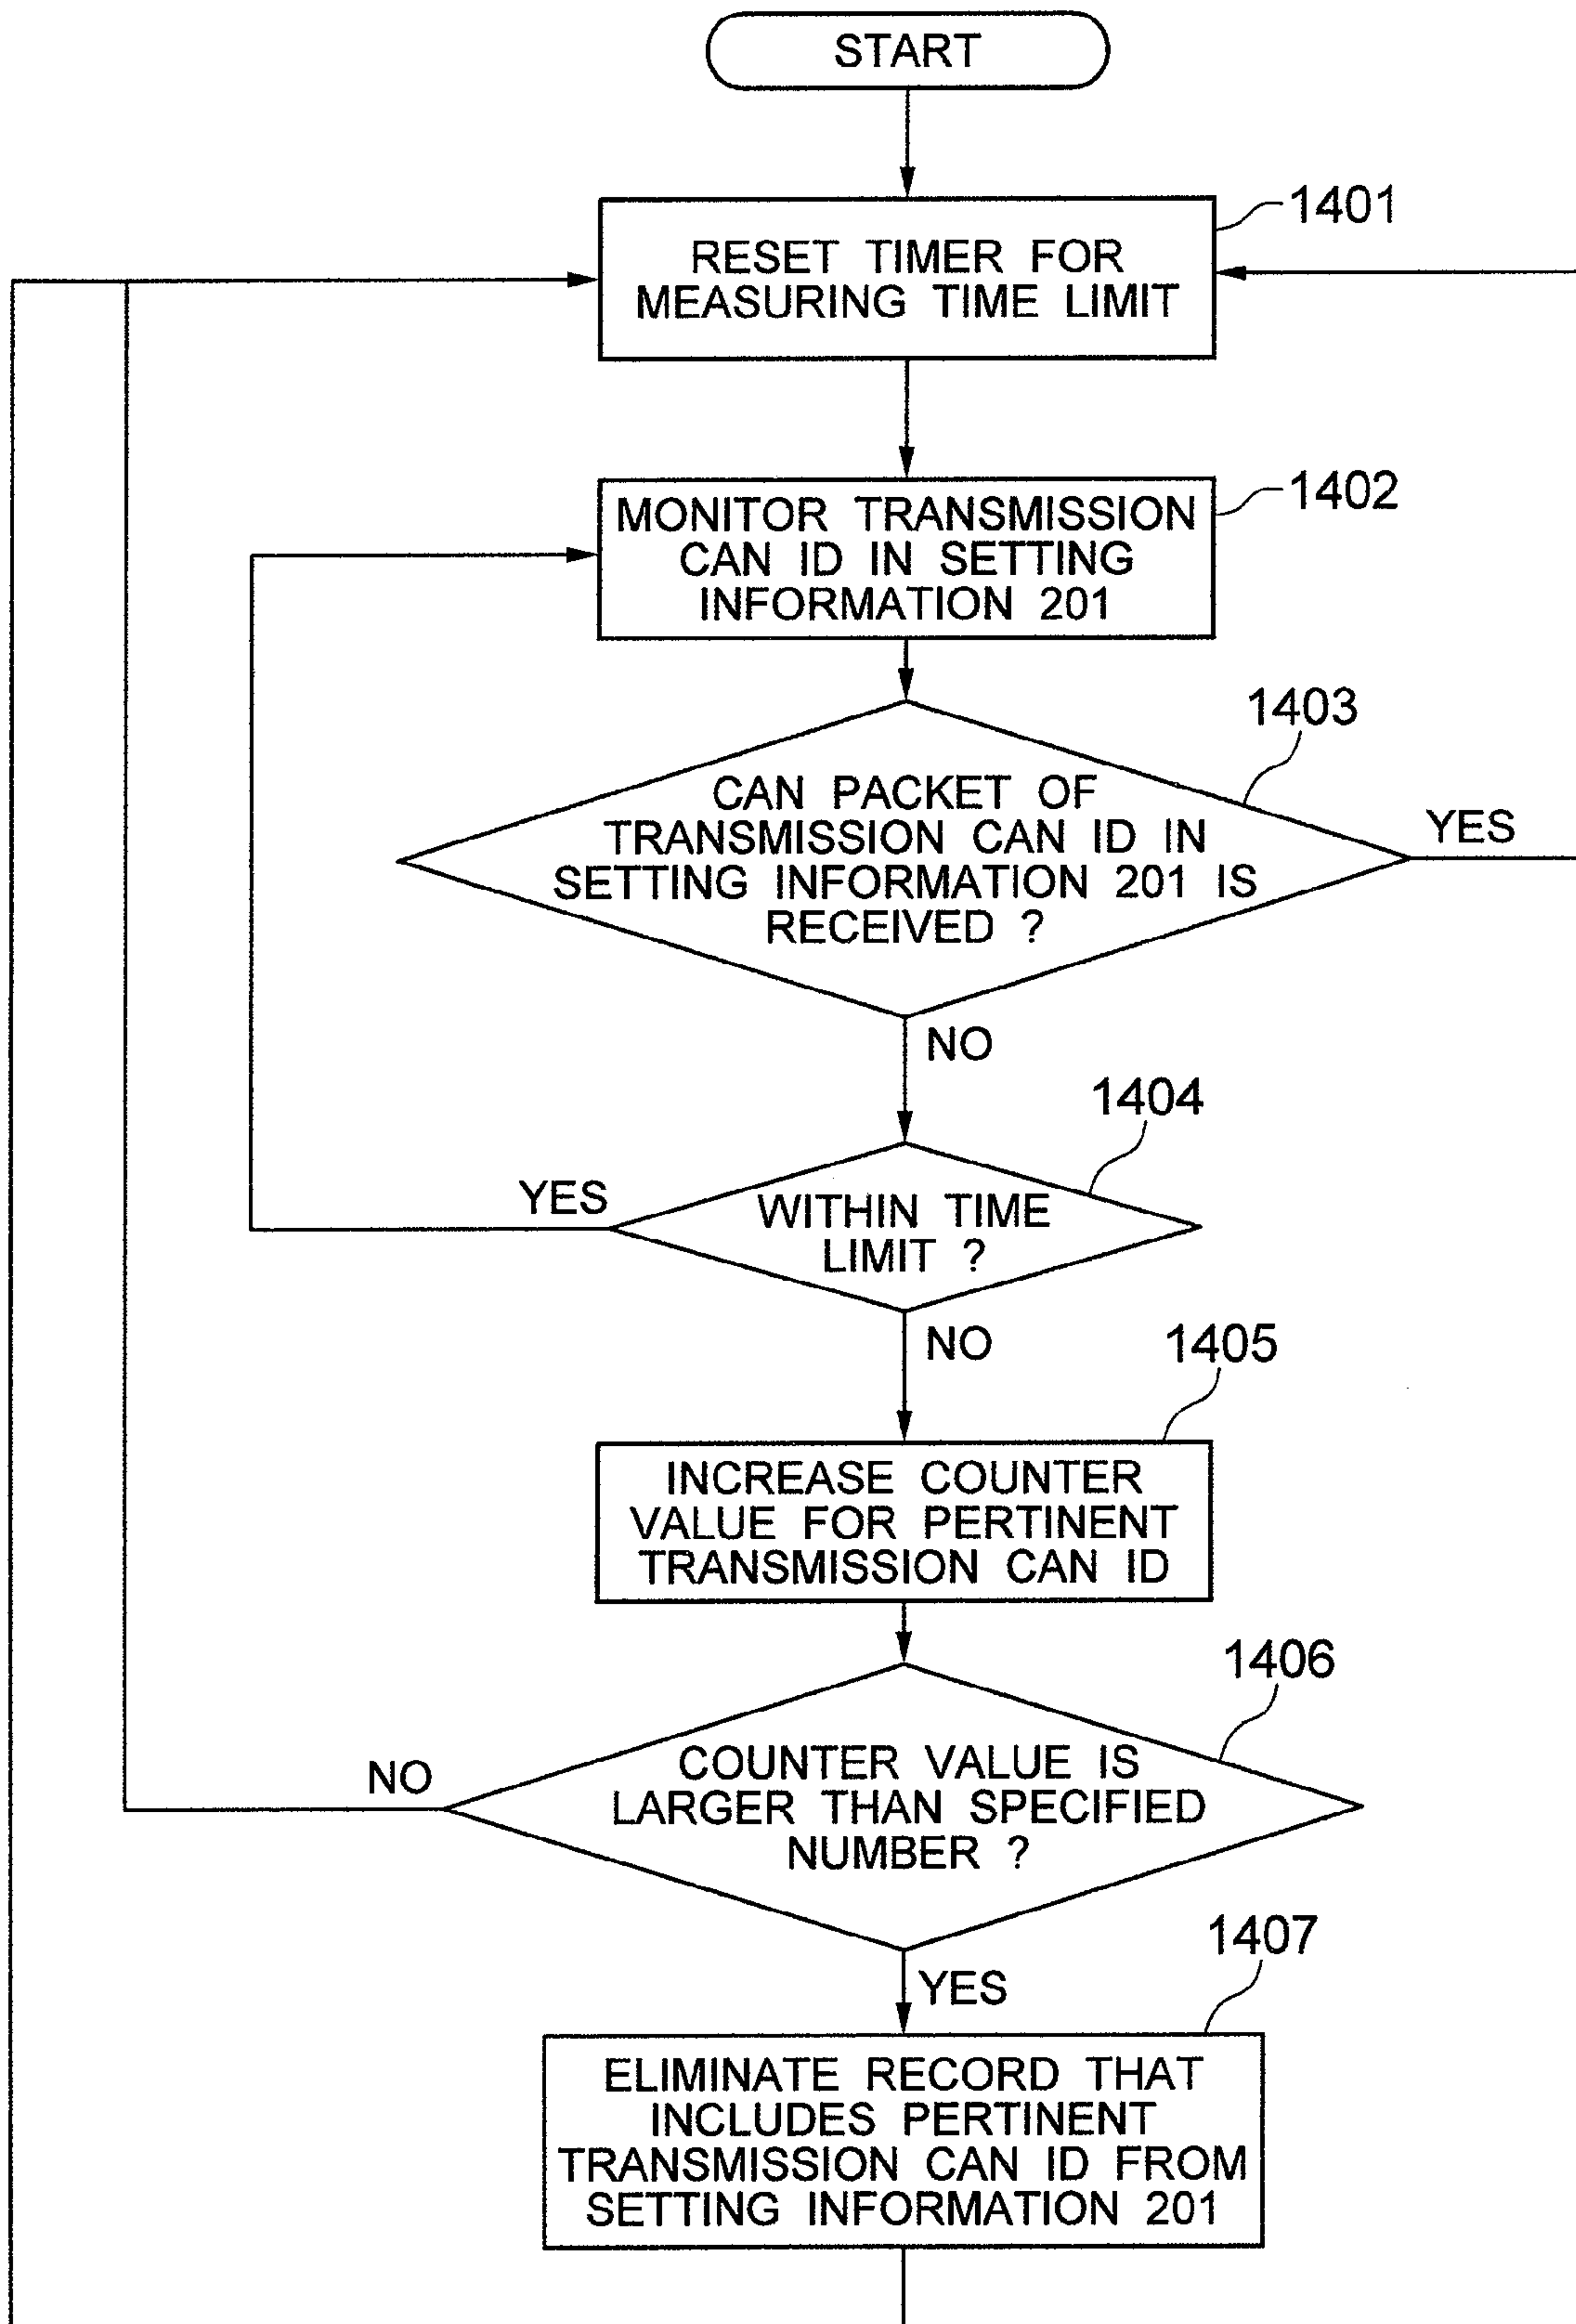 START
1401
RESET TIMER FOR
MEASURING TIME LIMIT
1402
MONITOR TRANSMISSION
CAN ID IN SETTING
INFORMATION 201
1403
CAN PACKET OF
TRANSMISSION CAN ID IN
SETTING INFORMATION 201 IS
RECEIVED ?
YES
NO
1404
YES
WITHIN TIME
LIMIT ?
NO
1405
INCREASE COUNTER
VALUE FOR PERTINENT
TRANSMISSION CAN ID
1406
NO
COUNTER VALUE IS
LARGER THAN SPECIFIED
NUMBER ?
1407
YES
ELIMINATE RECORD THAT
INCLUDES PERTINENT
TRANSMISSION CAN ID FROM
SETTING INFORMATION 201